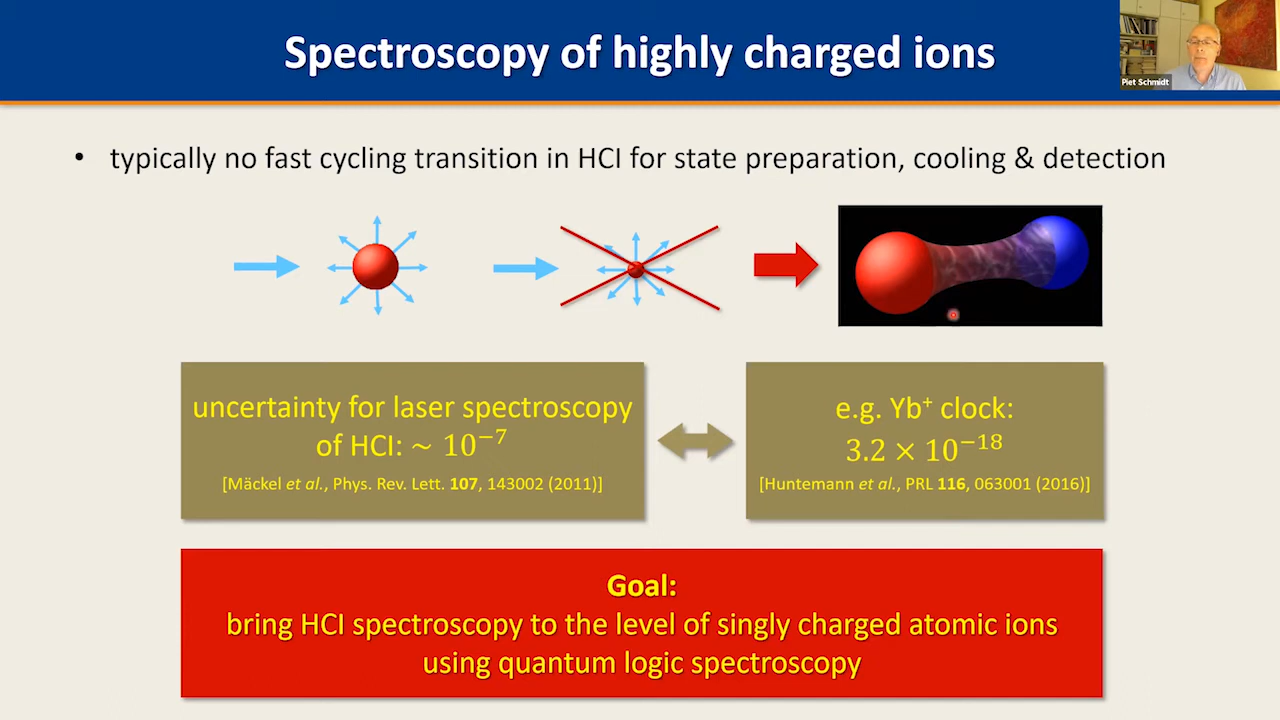 Spectroscopy of highly charged ions
Piet Schmidt
• typically no fast cycling transition in HCI for state preparation, cooling & detection
uncertainty for laser spectroscopy
of HCI: ~ 10⁻⁷
[Mäckel et al., Phys. Rev. Lett. 107, 143002 (2011)]
e.g. Yb⁺ clock:
3.2 × 10⁻¹⁸
[Huntemann et al., PRL 116, 063001 (2016)]
Goal:
bring HCI spectroscopy to the level of singly charged atomic ions
using quantum logic spectroscopy